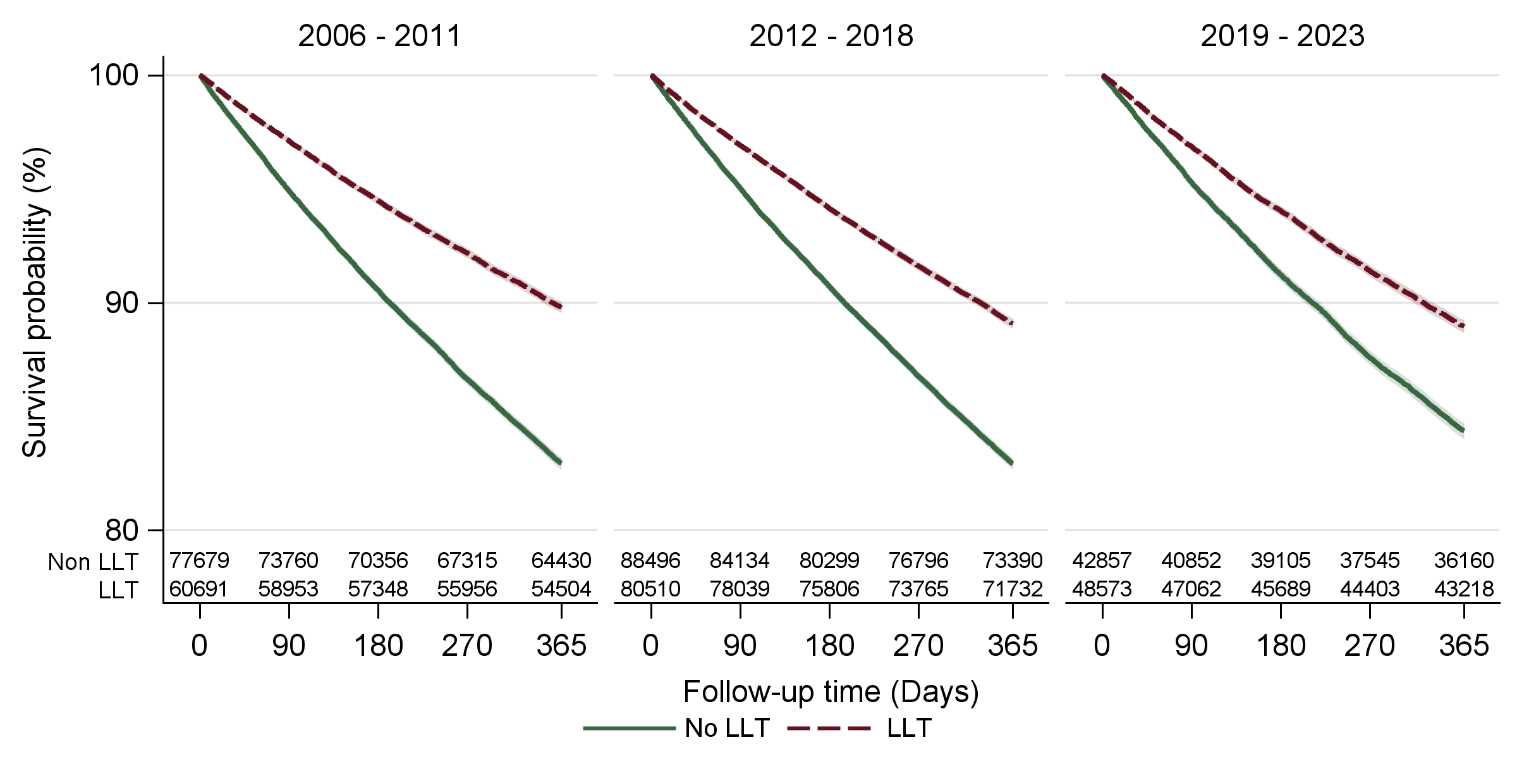 2006 - 2011 2012 - 2018 2019 - 2023
100
90
80
Survival probability (%)
Non LLT 77679 73760 70356 67315 64430 88496 84134 80299 76796 73390 42857 40852 39105 37545 36160
LLT 60691 58953 57348 55956 54504 80510 78039 75806 73765 71732 48573 47062 45689 44403 43218
0 90 180 270 365 0 90 180 270 365 0 90 180 270 365
Follow-up time (Days)
No LLT LLT